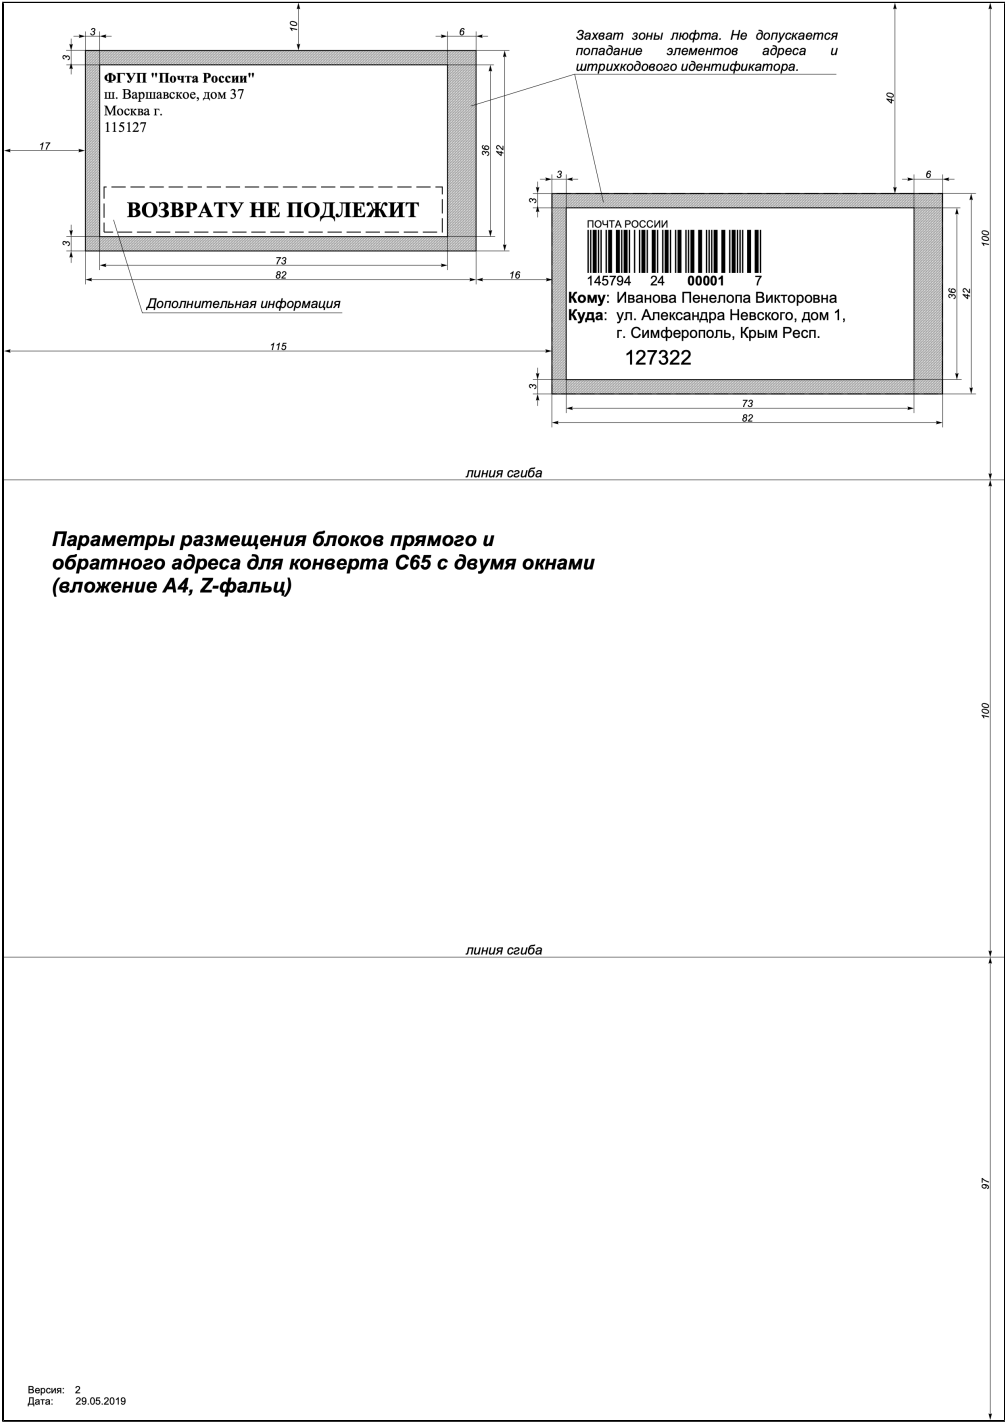 10
3
6
Захват зоны люфта. Не допускается
попадание элементов адреса и
штрихкодового идентификатора.
3
ФГУП "Почта России"
ш. Варшавское, дом 37
Москва г.
115127
40
17
36
42
3
6
3
ВОЗВРАТУ НЕ ПОДЛЕЖИТ
3
ПОЧТА РОССИИ
100
73
82
16
145794 24 00001 7
Кому: Иванова Пенелопа Викторовна
Куда: ул. Александра Невского, дом 1,
г. Симферополь, Крым Респ.
127322
36
42
Дополнительная информация
115
3
73
82
линия сгиба
Параметры размещения блоков прямого и
обратного адреса для конверта С65 с двумя окнами
(вложение А4, Z-фальц)
100
линия сгиба
97
Версия: 2
Дата: 29.05.2019